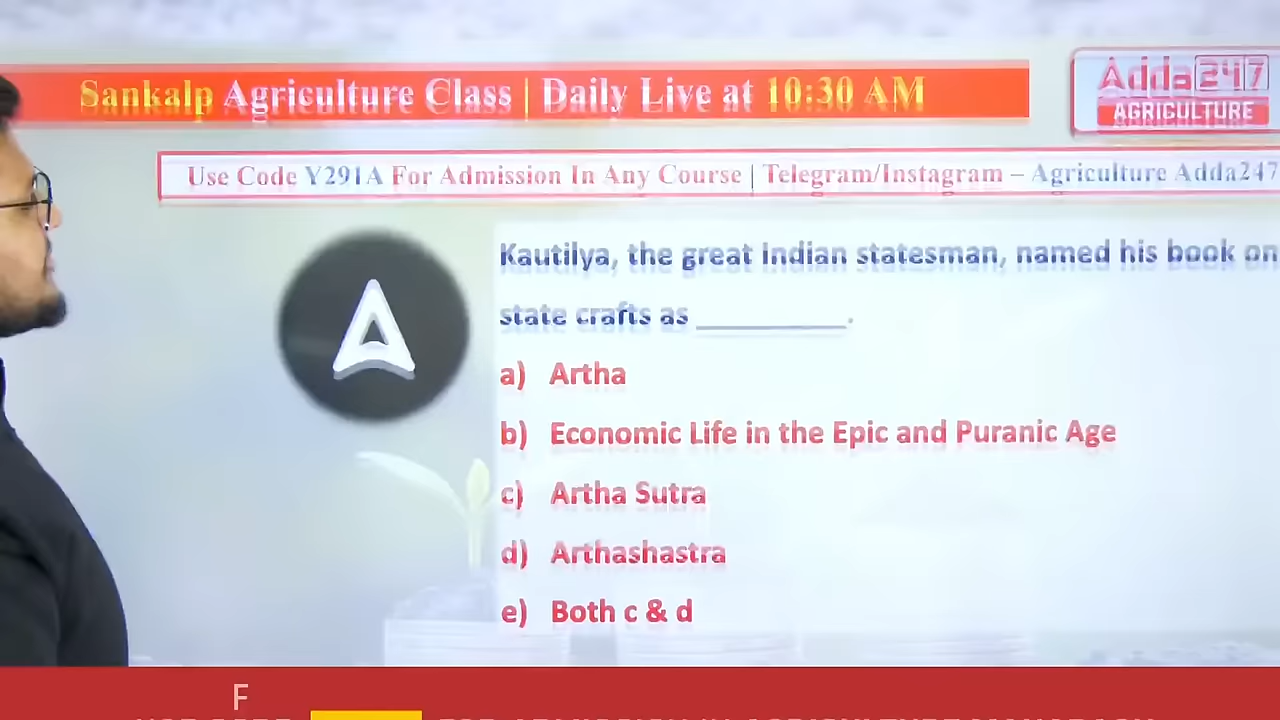 Sankalp Agriculture Class | Daily Live at 10:30 AM
Adda247
AGRICULTURE
Use Code Y291A For Admission In Any Course | Telegram/Instagram – Agriculture Adda247
Kautilya, the great Indian statesman, named his book on
state crafts as __________.
a) Artha
b) Economic Life in the Epic and Puranic Age
c) Artha Sutra
d) Arthashastra
e) Both c & d
F